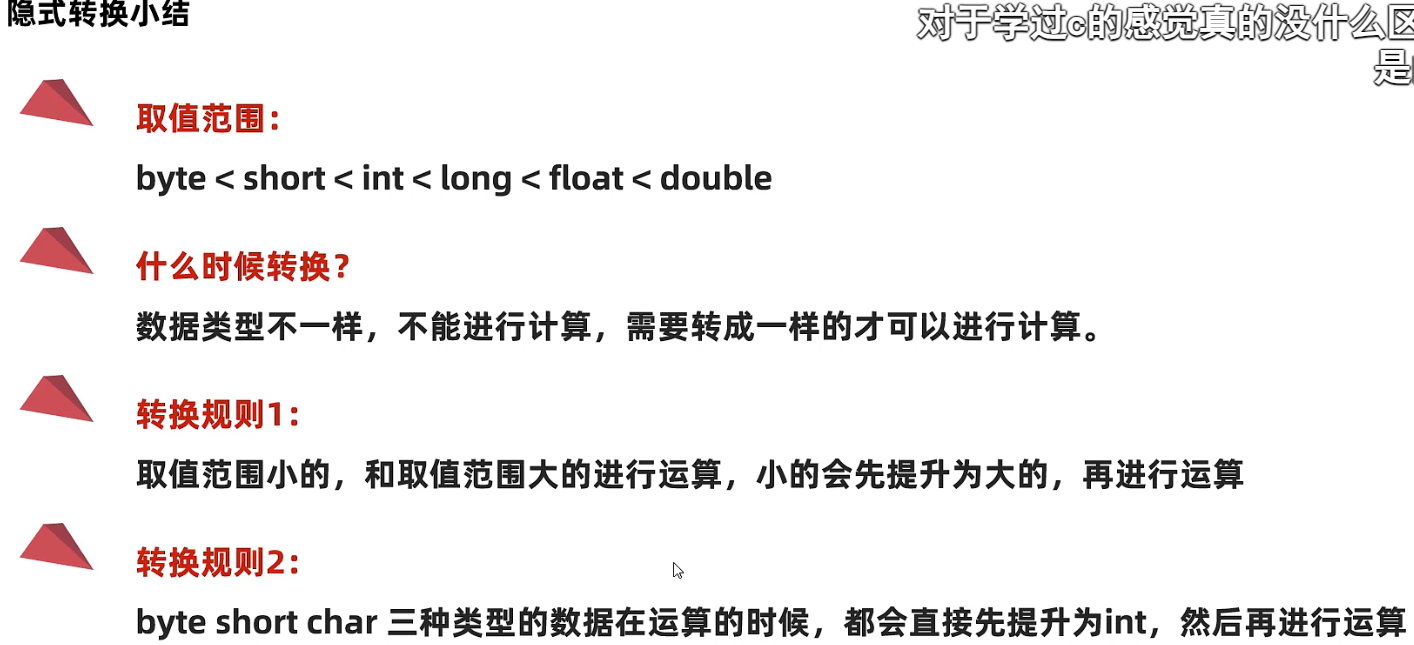 隐式转换小结
对于学过c的感觉真的没什么区
是
取值范围：
byte < short < int < long < float < double
什么时候转换？
数据类型不一样，不能进行计算，需要转成一样的才可以进行计算。
转换规则1：
取值范围小的，和取值范围大的进行运算，小的会先提升为大的，再进行运算
转换规则2：
byte short char 三种类型的数据在运算的时候，都会直接先提升为int，然后再进行运算